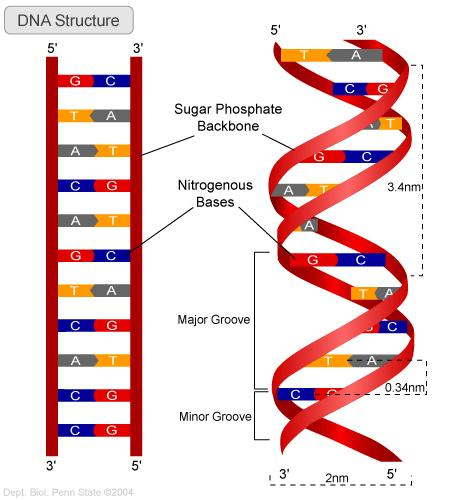 DNA Structure
5' 3'
G C
T A
A T
C G
A T
G C
T A
C G
A T
C G
C G
3' 5'
Sugar Phosphate
Backbone
Nitrogenous
Bases
Major Groove
Minor Groove
5' 3'
T A
C G
A T
G C
A T
A
G C
T A
G C
T A
C G
3.4nm
0.34nm
3' 5'
2nm
Dept. Biol. Penn State ©2004